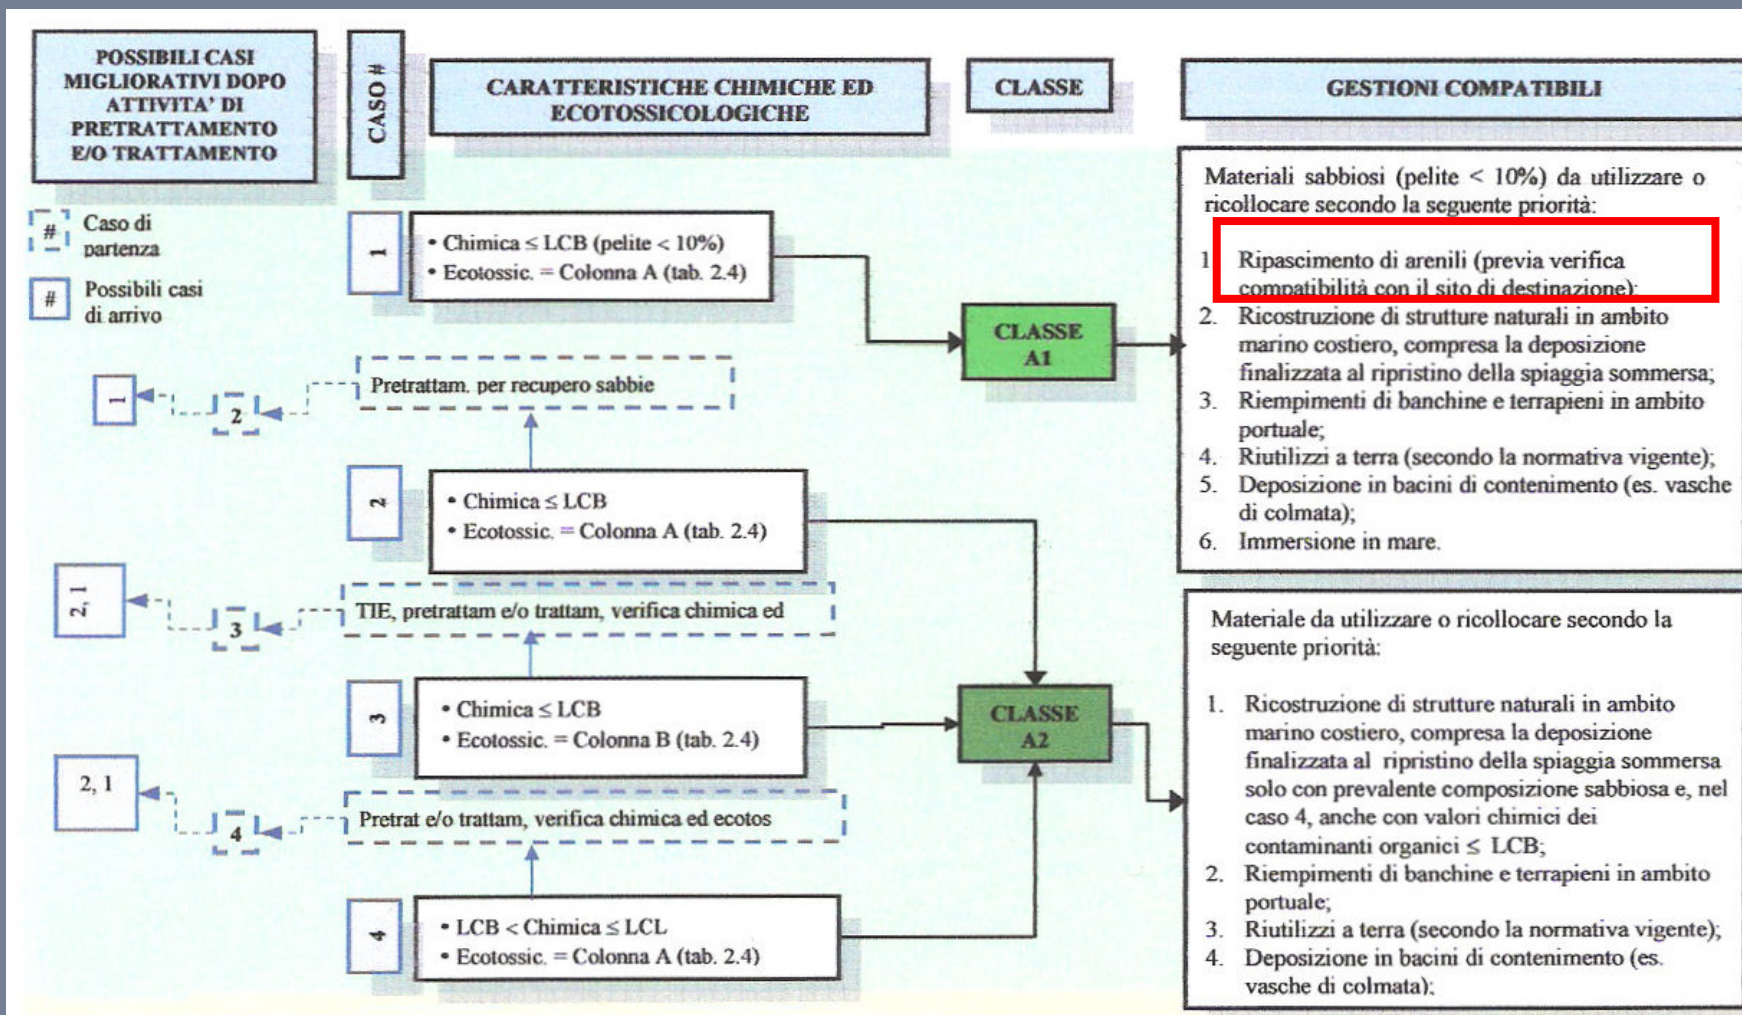 POSSIBILI CASI
MIGLIORATIVI DOPO
ATTIVITA' DI
PRETRATTAMENTO
E/O TRATTAMENTO
CASO #
CARATTERISTICHE CHIMICHE ED
ECOTOSSICOLOGICHE
CLASSE
GESTIONI COMPATIBILI
# Caso di
partenza
# Possibili casi
di arrivo
1
• Chimica ≤ LCB (pelite < 10%)
• Ecotossic. = Colonna A (tab. 2.4)
CLASSE
A1
Materiali sabbiosi (pelite < 10%) da utilizzare o
ricollocare secondo la seguente priorità:
1 Ripascimento di arenili (previa verifica
compatibilità con il sito di destinazione);
2. Ricostruzione di strutture naturali in ambito
marino costiero, compresa la deposizione
finalizzata al ripristino della spiaggia sommersa;
3. Riempimenti di banchine e terrapieni in ambito
portuale;
4. Riutilizzi a terra (secondo la normativa vigente);
5. Deposizione in bacini di contenimento (es. vasche
di colmata);
6. Immersione in mare.
1
2
Pretrattam. per recupero sabbie
2
• Chimica ≤ LCB
• Ecotossic. = Colonna A (tab. 2.4)
2, 1
3
TIE, pretrattam e/o trattam, verifica chimica ed
3
• Chimica ≤ LCB
• Ecotossic. = Colonna B (tab. 2.4)
CLASSE
A2
2, 1
4
Pretrat e/o trattam, verifica chimica ed ecotos
4
• LCB < Chimica ≤ LCL
• Ecotossic. = Colonna A (tab. 2.4)
Materiale da utilizzare o ricollocare secondo la
seguente priorità:
1. Ricostruzione di strutture naturali in ambito
marino costiero, compresa la deposizione
finalizzata al ripristino della spiaggia sommersa
solo con prevalente composizione sabbiosa e, nel
caso 4, anche con valori chimici dei
contaminanti organici ≤ LCB;
2. Riempimenti di banchine e terrapieni in ambito
portuale;
3. Riutilizzi a terra (secondo la normativa vigente);
4. Deposizione in bacini di contenimento (es.
vasche di colmata);